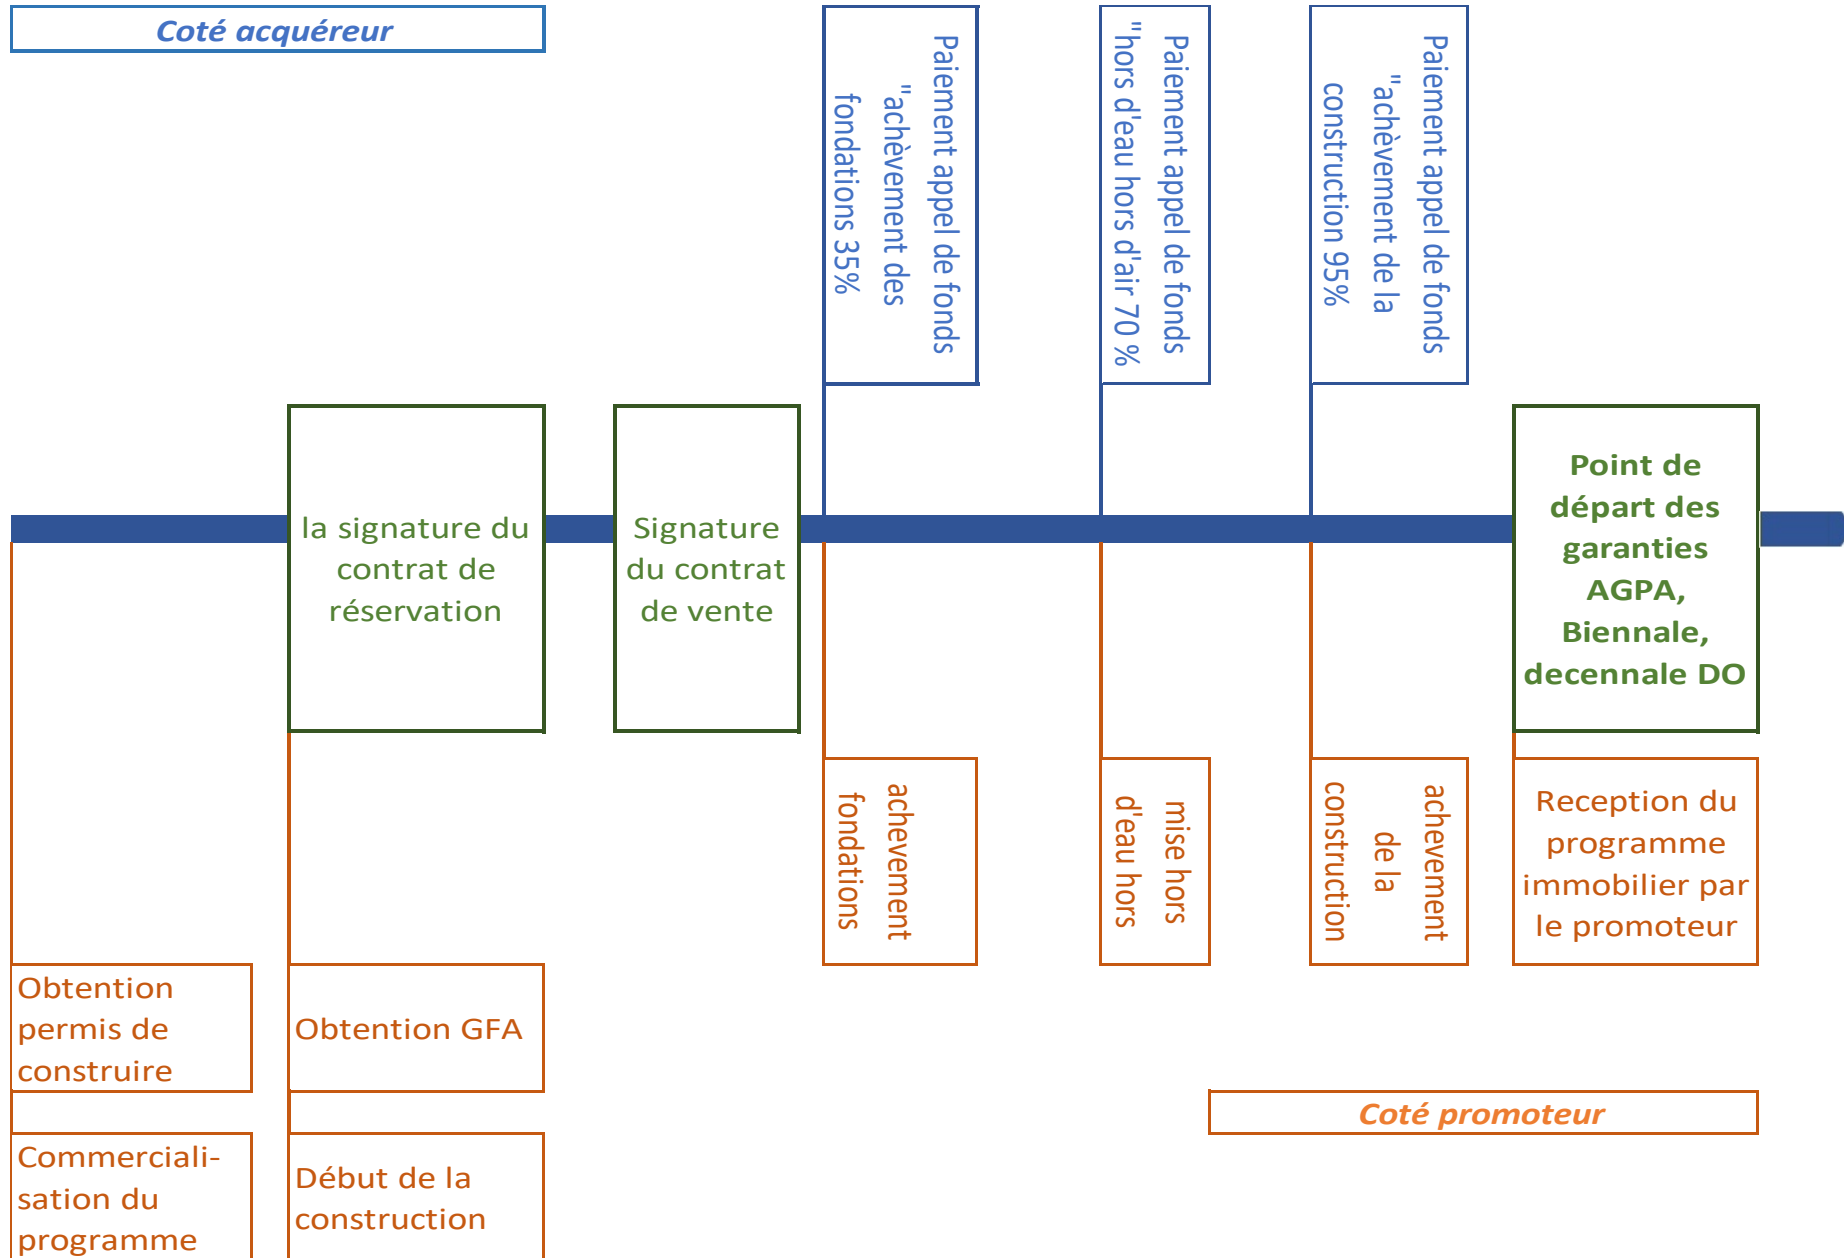 Coté acquéreur
Paiement appel de fonds
"achèvement des
fondations 35%
Paiement appel de fonds
"hors d'eau hors d'air 70 %
Paiement appel de fonds
"achèvement de la
construction 95%
la signature du
contrat de
réservation
Signature
du contrat
de vente
Point de
départ des
garanties
AGPA,
Biennale,
decennale DO
achevement
fondations
mise hors
d'eau hors
achevement
de la
construction
Reception du
programme
immobilier par
le promoteur
Obtention
permis de
construire
Obtention GFA
Coté promoteur
Commerciali-
sation du
programme
Début de la
construction